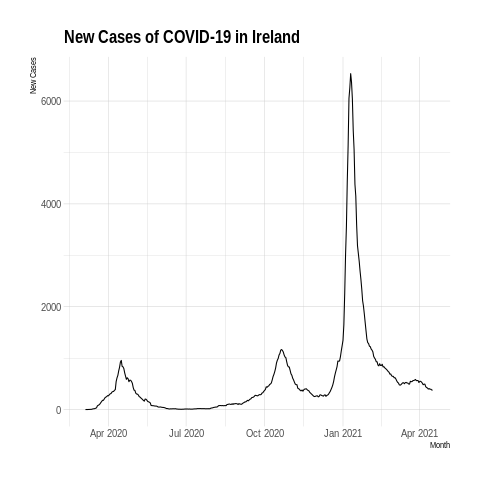 New Cases of COVID-19 in Ireland
New Cases
6000
4000
2000
0
Apr 2020
Jul 2020
Oct 2020
Jan 2021
Apr 2021
Month